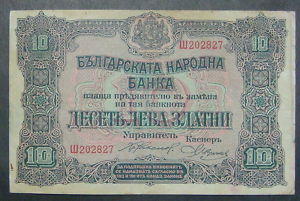 10 Ш202827 10
БЪЛГАРСКАТА НАРОДНА
БАНКА
плаща предявително въ замѣна
на тая банкнота
ДЕСЕТЬ ЛЕВА ЗЛАТНИ
Управитель Касиеръ
Ш202827
10 10